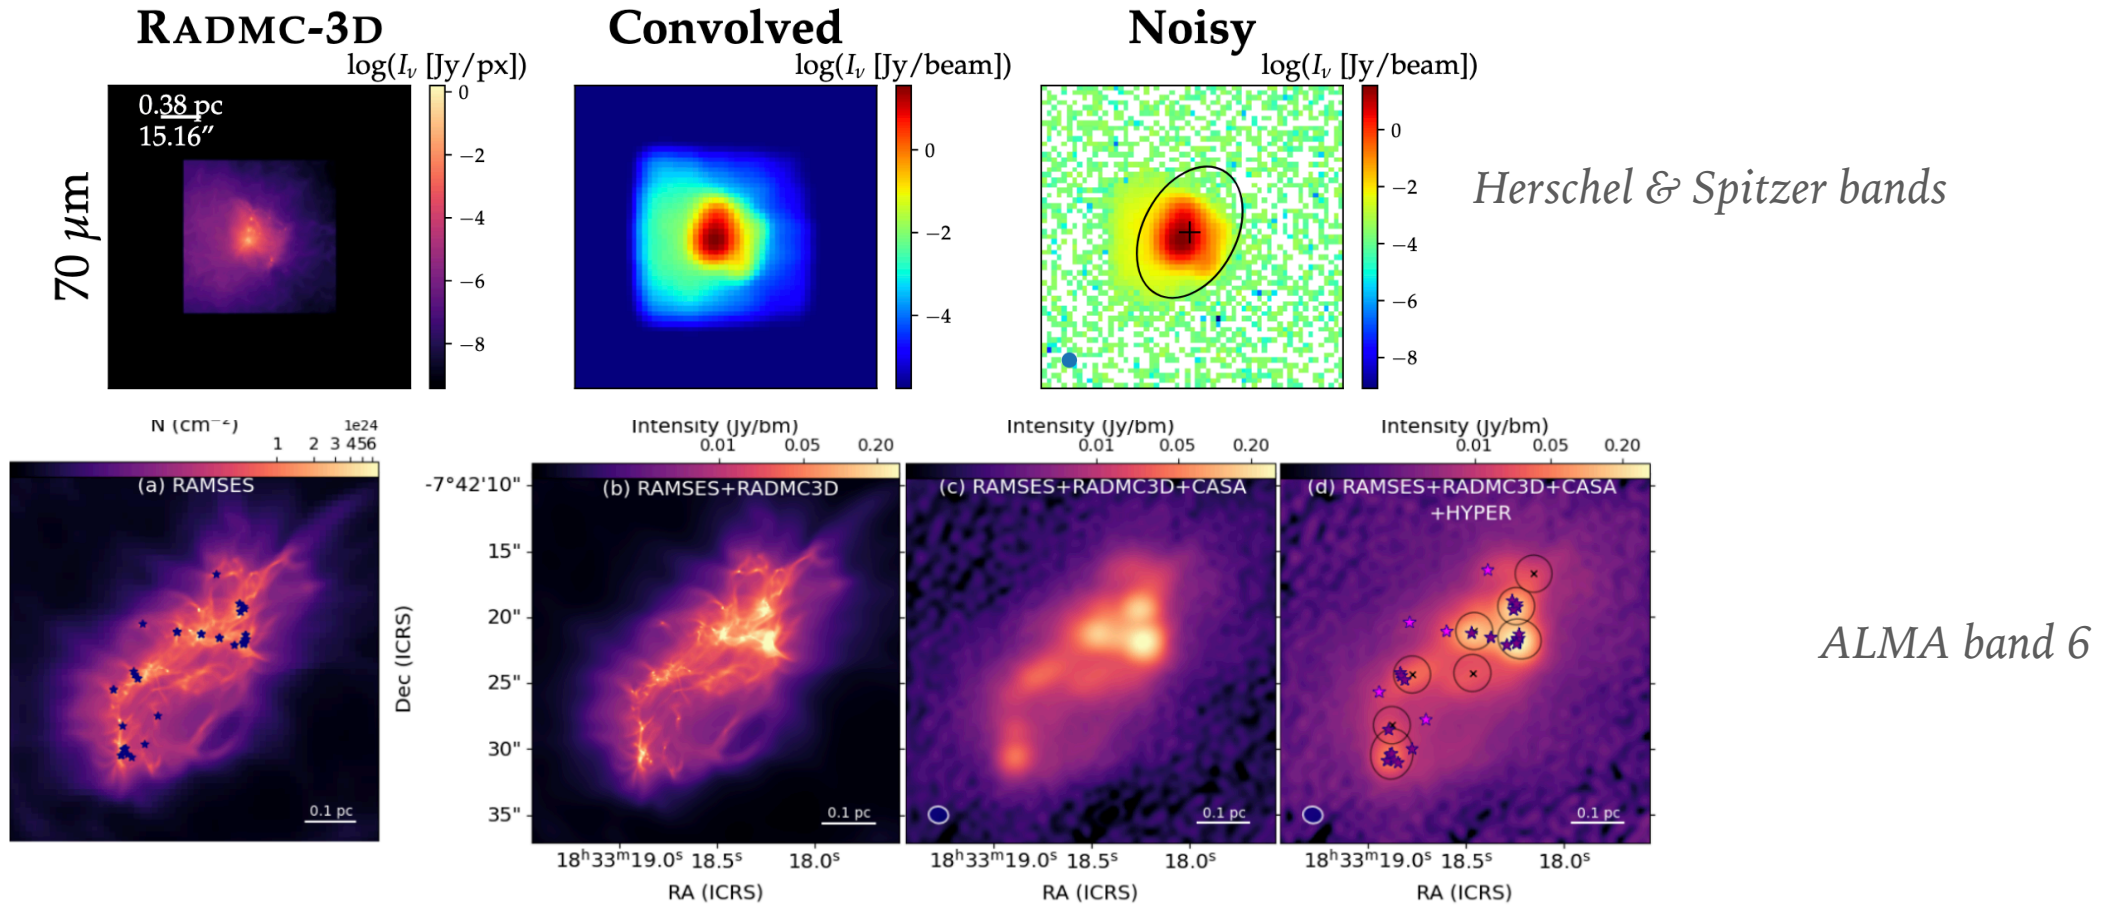 RADMC-3D
Convolved
Noisy
log(Iν [Jy/px])
log(Iν [Jy/beam])
log(Iν [Jy/beam])
70 μm
0.38 pc
15.16″
0
−2
−4
−6
−8
0
−2
−4
0
−2
−4
−6
−8
Herschel & Spitzer bands
N (cm⁻²)
1e24
1 2 3 4 5 6
(a) RAMSES
0.1 pc
Intensity (Jy/bm)
0.01 0.05 0.20
(b) RAMSES+RADMC3D
0.1 pc
Intensity (Jy/bm)
0.01 0.05 0.20
(c) RAMSES+RADMC3D+CASA
0.1 pc
Intensity (Jy/bm)
0.01 0.05 0.20
(d) RAMSES+RADMC3D+CASA
+HYPER
0.1 pc
Dec (ICRS)
-7°42'10"
15"
20"
25"
30"
35"
18ʰ33ᵐ19.0ˢ 18.5ˢ 18.0ˢ
RA (ICRS)
18ʰ33ᵐ19.0ˢ 18.5ˢ 18.0ˢ
RA (ICRS)
18ʰ33ᵐ19.0ˢ 18.5ˢ 18.0ˢ
RA (ICRS)
ALMA band 6